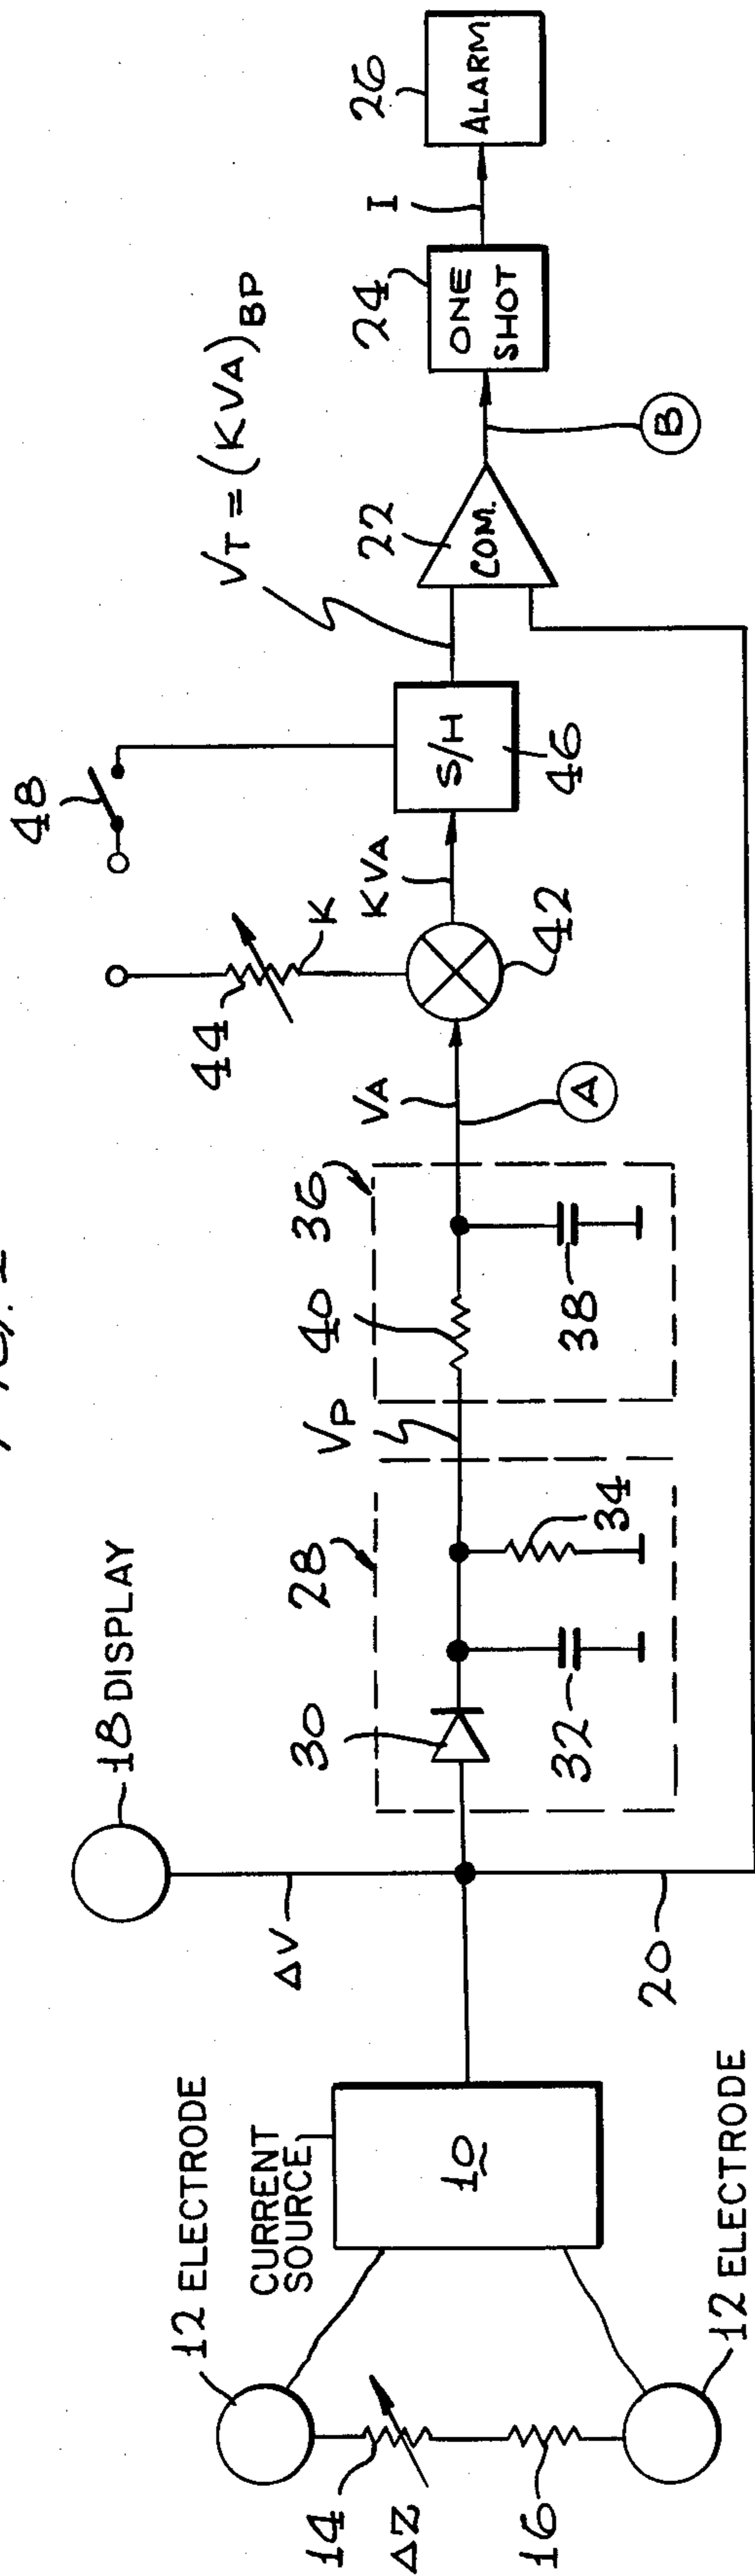 18 DISPLAY
ΔV
12 ELECTRODE
CURRENT
SOURCE
10
14
ΔZ
16
12 ELECTRODE
20
28
30
32
34
VP
36
40
38
VA
A
44
K
42
KVA
48
S/H
46
VT = (KVA)BP
22
COM.
B
24
ONE
SHOT
I
26
ALARM